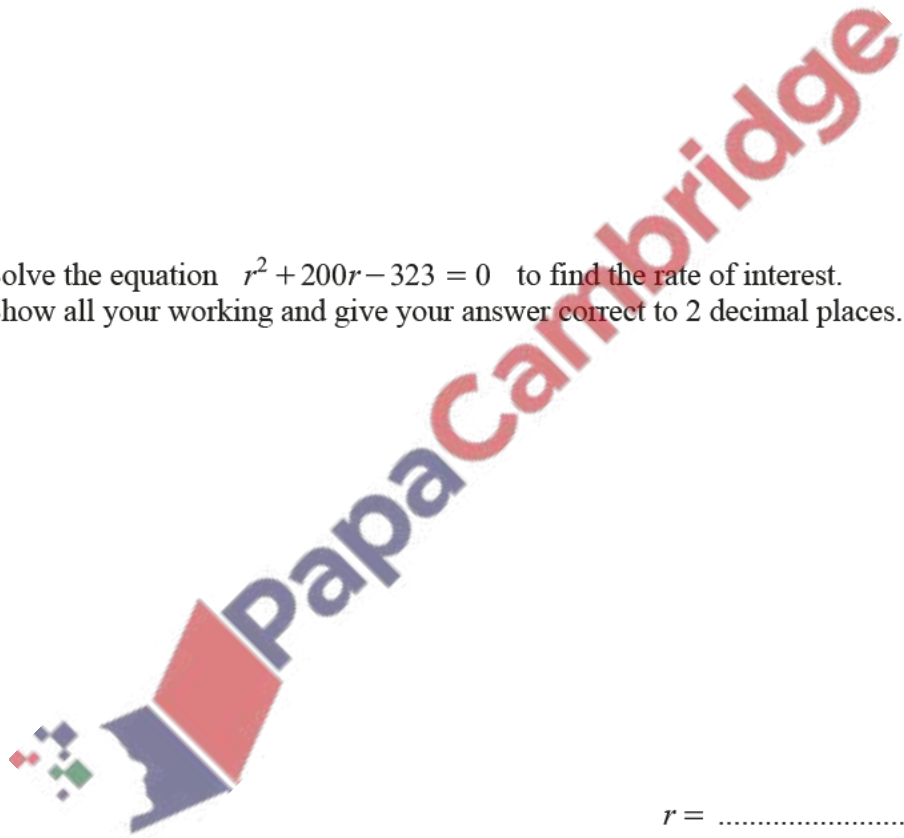 olve the equation r² + 200r − 323 = 0 to find the rate of interest.
how all your working and give your answer correct to 2 decimal places.
PapaCambridge
r = ........................